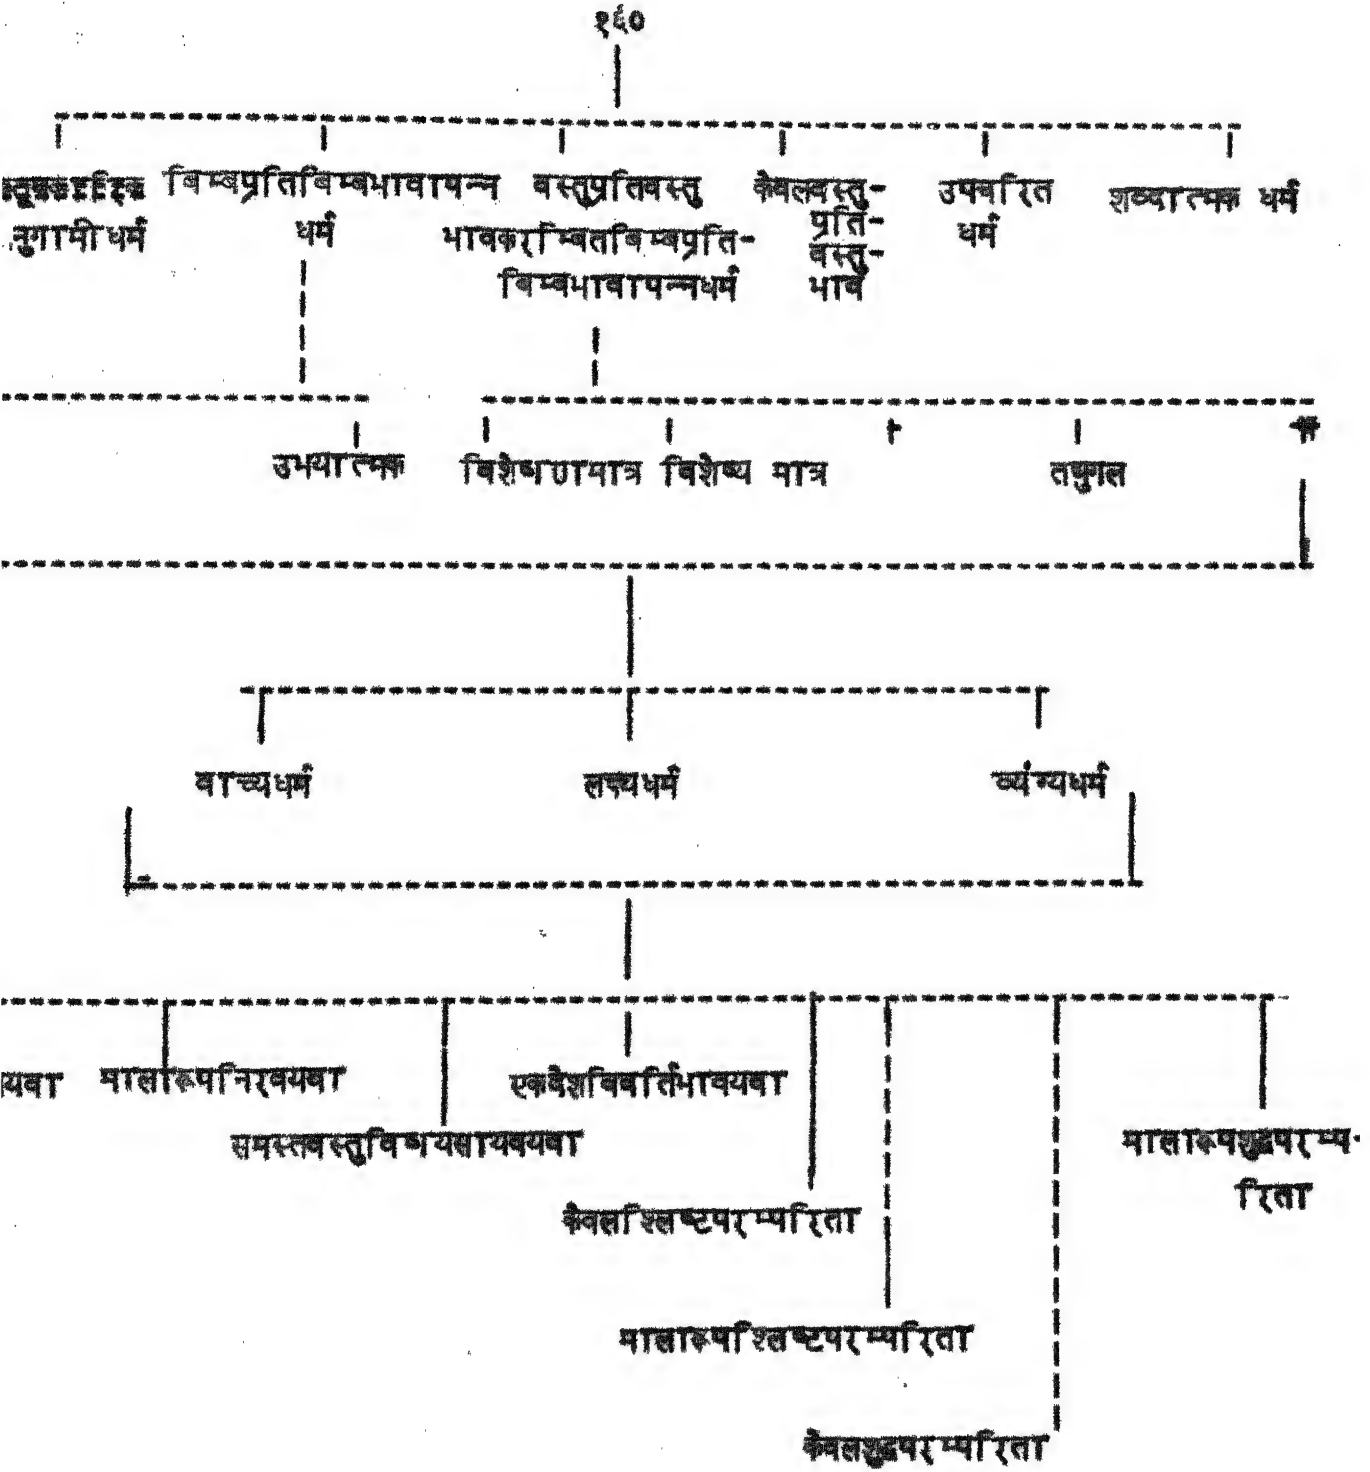 १६०
बिम्बप्रतिबिम्बभावापन्न वस्तुप्रतिवस्तु केवलवस्तु- उपचरित शब्दात्मक धर्म
नुगामीधर्म धर्म भावकरम्बितबिम्बप्रति- प्रति- धर्म
बिम्बभावापन्नधर्म वस्तु-
भाव
उभयात्मक विशेषणमात्र विशेष्य मात्र तद्युगल
वाच्यधर्म लक्ष्यधर्म व्यंग्यधर्म
यवा मालारूपनिरवयवा एकदेशविवर्तिभावयवा
समस्तवस्तुविषयसायवयवा
मालारूपशुद्धपरम्प-
रिता
केवलश्लिष्टपरम्परिता
मालारूपश्लिष्टपरम्परिता
केवलशुद्धपरम्परिता